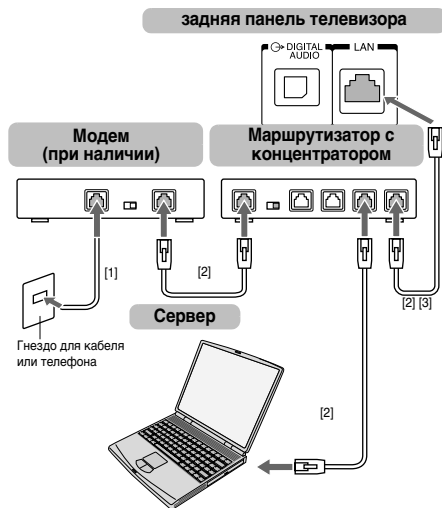 задняя панель телевизора
DIGITAL
AUDIO
LAN
Модем
(при наличии)
Маршрутизатор с
концентратором
[1]
[2]
[2] [3]
Гнездо для кабеля
или телефона
Сервер
[2]